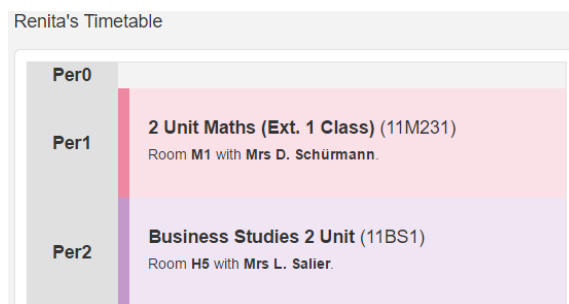 Renita's Timetable
Per0
Per1
2 Unit Maths (Ext. 1 Class) (11M231)
Room M1 with Mrs D. Schürmann.
Per2
Business Studies 2 Unit (11BS1)
Room H5 with Mrs L. Salier.